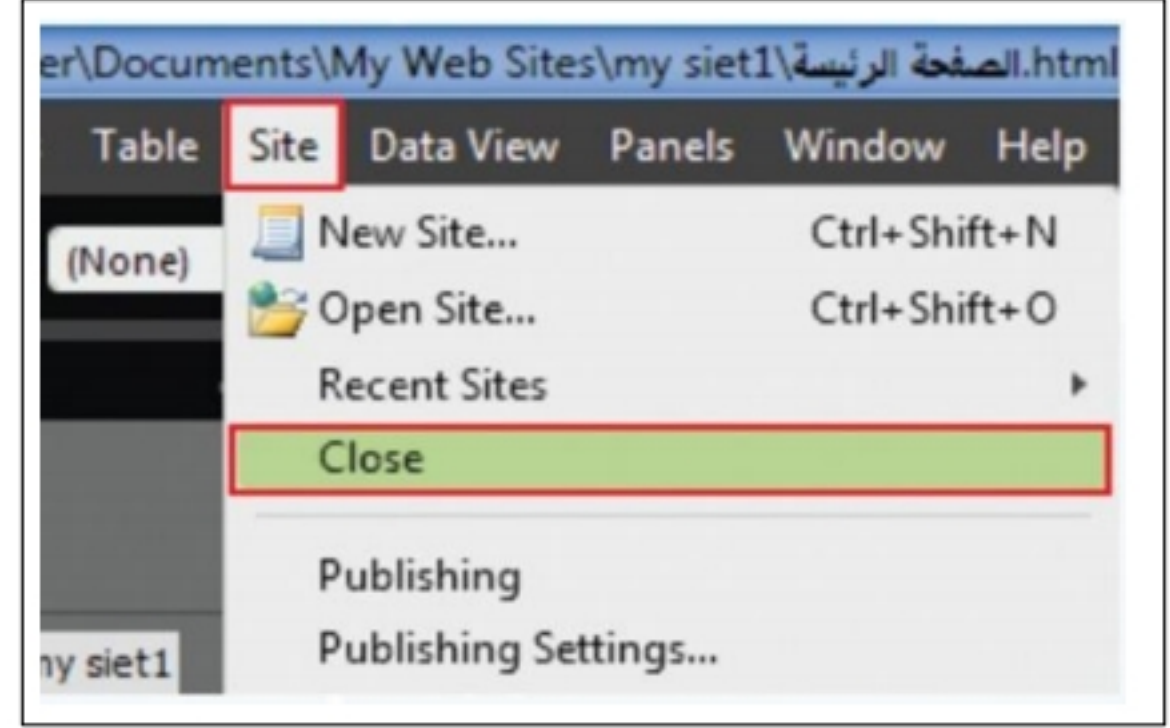 er\Documents\My Web Sites\my siet1\الصفحة الرئيسة.html
Table Site Data View Panels Window Help
(None)
New Site... Ctrl+Shift+N
Open Site... Ctrl+Shift+O
Recent Sites
Close
Publishing
Publishing Settings...
my siet1